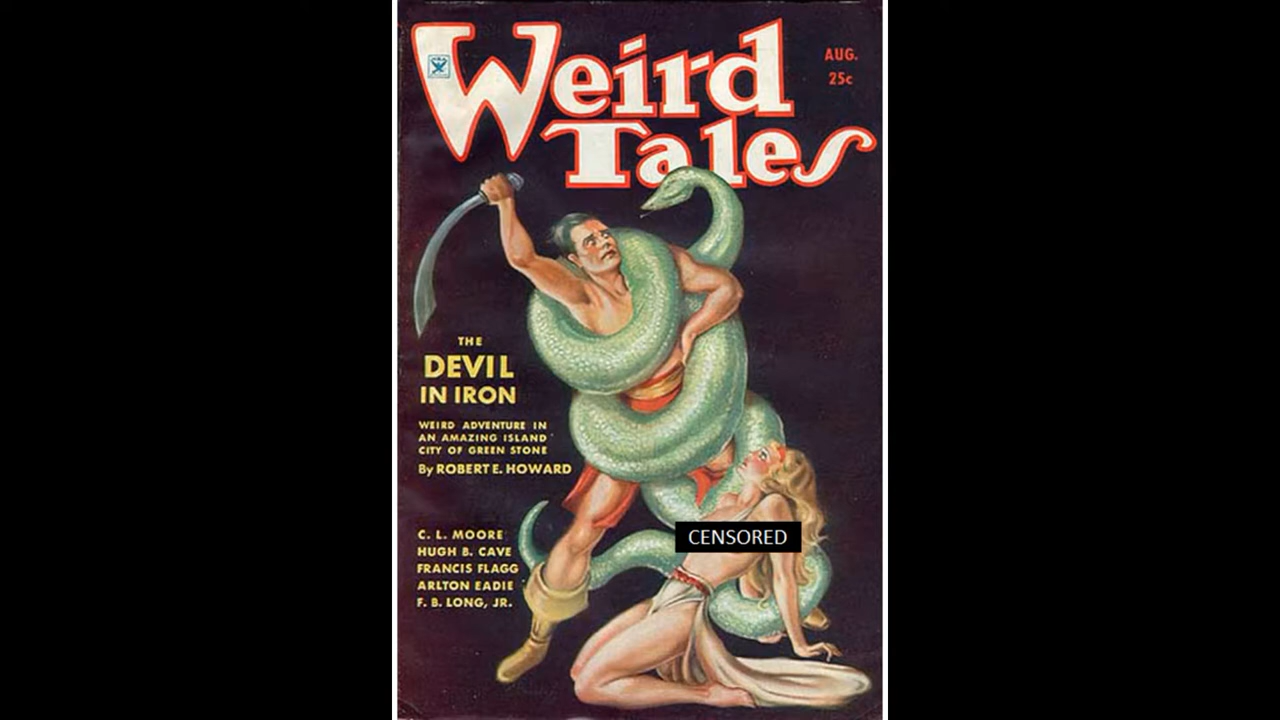 Weird
Tales
AUG.
25c
THE
DEVIL
IN IRON
WEIRD ADVENTURE IN
AN AMAZING ISLAND
CITY OF GREEN STONE
By ROBERT E. HOWARD
C. L. MOORE
HUGH B. CAVE
FRANCIS FLAGG
ARLTON EADIE
F. B. LONG, JR.
CENSORED